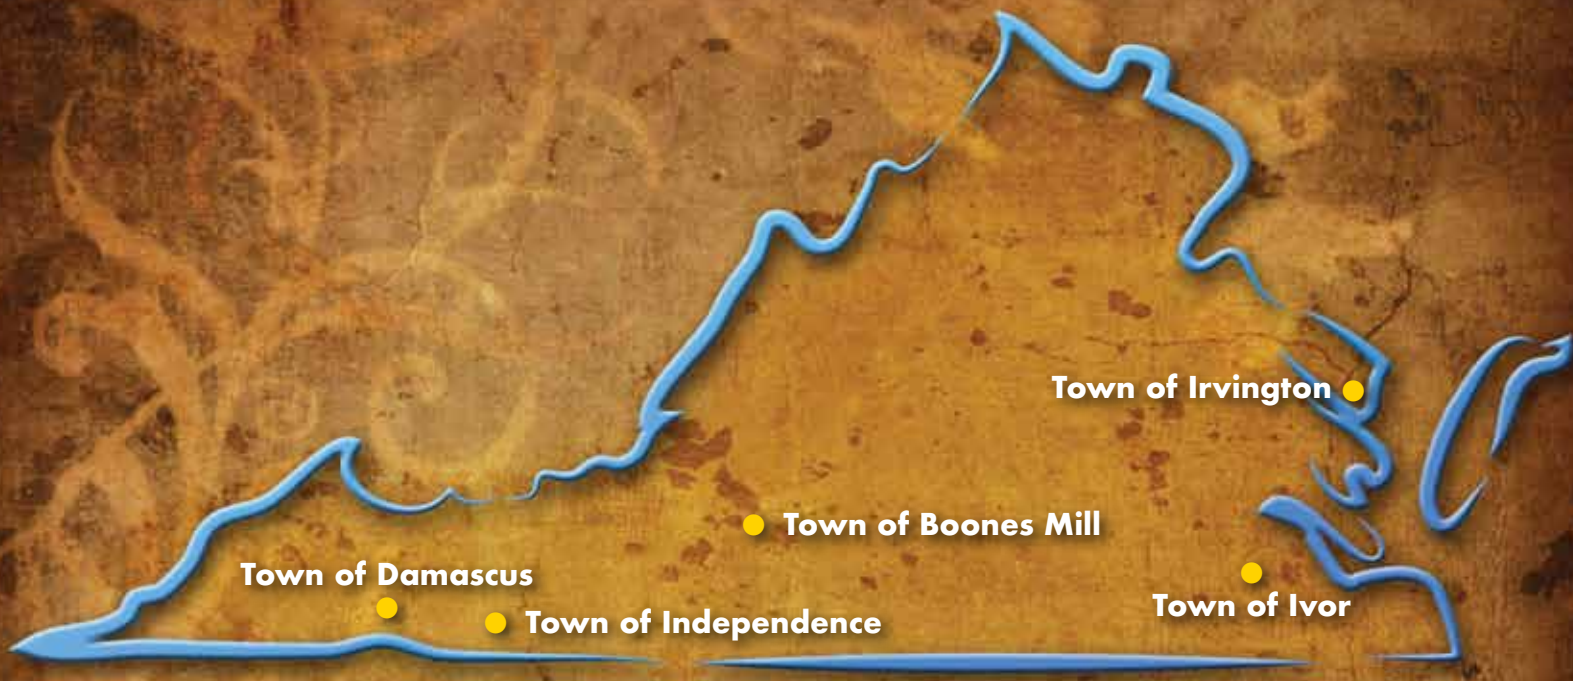 Town of Irvington
Town of Boones Mill
Town of Damascus
Town of Ivor
Town of Independence